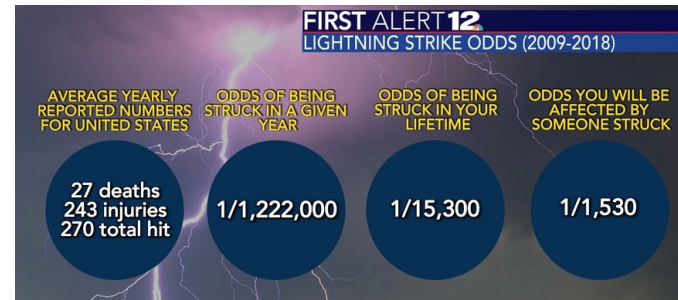 FIRST ALERT 12
LIGHTNING STRIKE ODDS (2009-2018)
AVERAGE YEARLY
REPORTED NUMBERS
FOR UNITED STATES
27 deaths
243 injuries
270 total hit
ODDS OF BEING
STRUCK IN A GIVEN
YEAR
1/1,222,000
ODDS OF BEING
STRUCK IN YOUR
LIFETIME
1/15,300
ODDS YOU WILL BE
AFFECTED BY
SOMEONE STRUCK
1/1,530